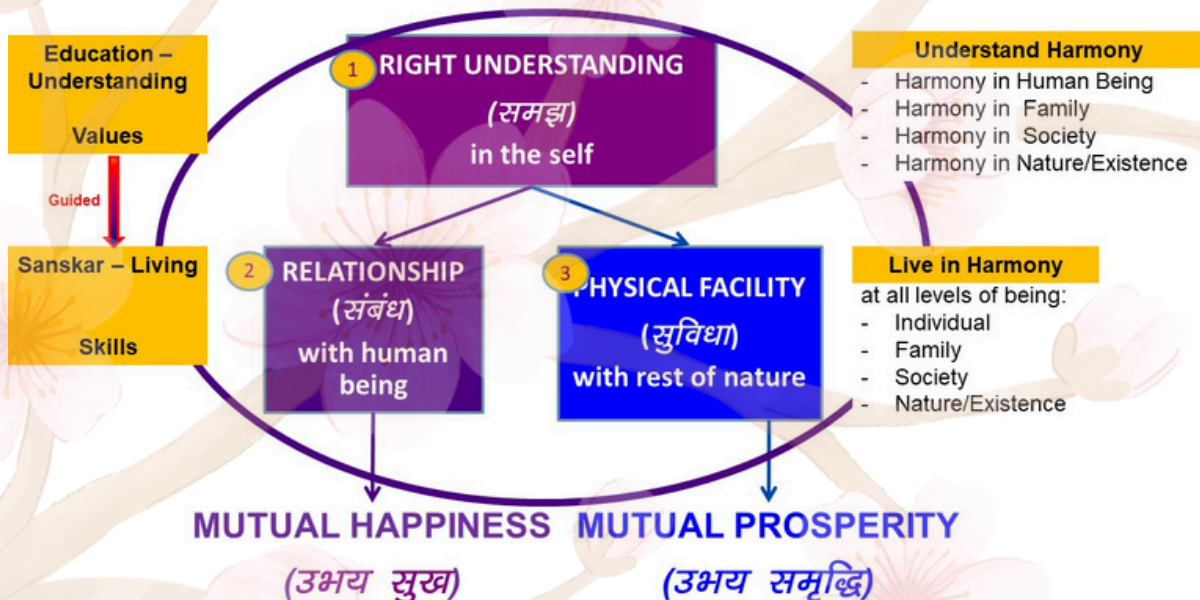 Education –
Understanding
Values
Guided
Sanskar – Living
Skills
1
RIGHT UNDERSTANDING
(समझ)
in the self
2
RELATIONSHIP
(संबंध)
with human
being
3
PHYSICAL FACILITY
(सुविधा)
with rest of nature
MUTUAL HAPPINESS
(उभय सुख)
MUTUAL PROSPERITY
(उभय समृद्धि)
Understand Harmony
- Harmony in Human Being
- Harmony in Family
- Harmony in Society
- Harmony in Nature/Existence
Live in Harmony
at all levels of being:
- Individual
- Family
- Society
- Nature/Existence